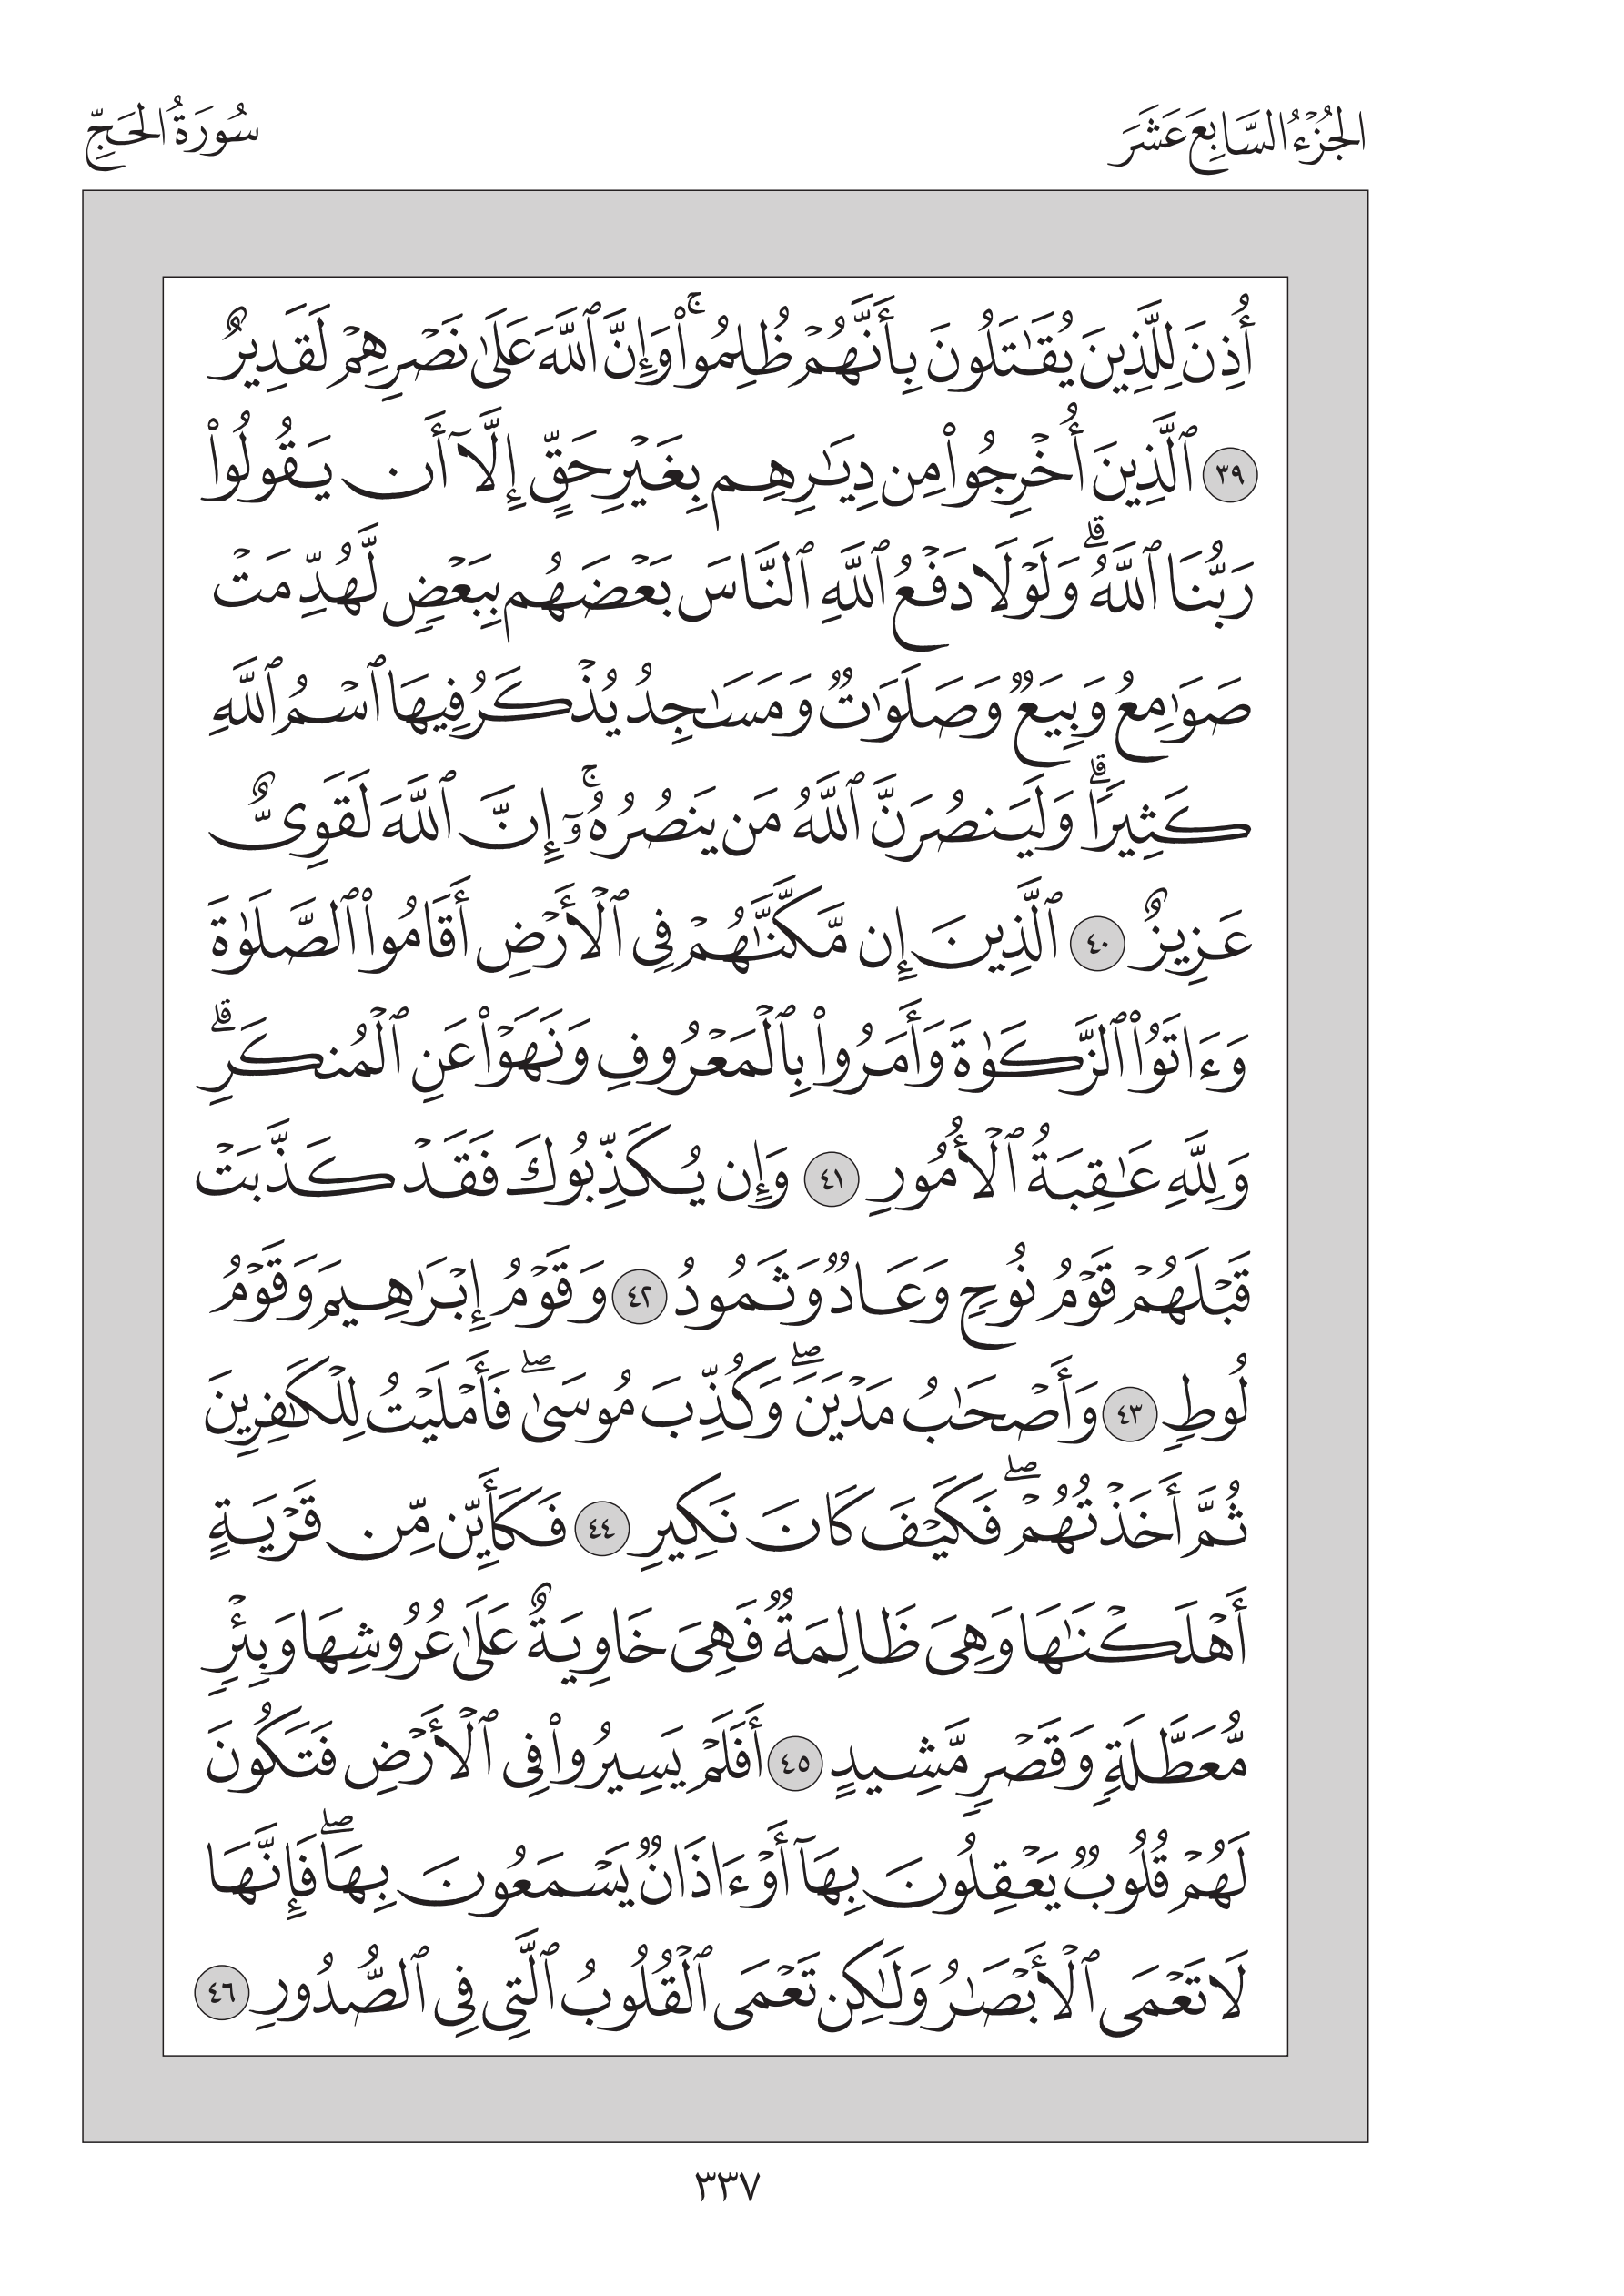 الجُزْءُ السَّابِعَ عَشَرَ
سُورَةُ الحَجِّ
أُذِنَ لِلَّذِينَ يُقَٰتَلُونَ بِأَنَّهُمۡ ظُلِمُواْۚ وَإِنَّ ٱللَّهَ عَلَىٰ نَصۡرِهِمۡ لَقَدِيرٌ
٣٩ ٱلَّذِينَ أُخۡرِجُواْ مِن دِيَٰرِهِم بِغَيۡرِ حَقٍّ إِلَّآ أَن يَقُولُواْ
رَبُّنَا ٱللَّهُۗ وَلَوۡلَا دَفۡعُ ٱللَّهِ ٱلنَّاسَ بَعۡضَهُم بِبَعۡضٖ لَّهُدِّمَتۡ
صَوَٰمِعُ وَبِيَعٞ وَصَلَوَٰتٞ وَمَسَٰجِدُ يُذۡكَرُ فِيهَا ٱسۡمُ ٱللَّهِ
كَثِيرٗاۗ وَلَيَنصُرَنَّ ٱللَّهُ مَن يَنصُرُهُۥٓۚ إِنَّ ٱللَّهَ لَقَوِيٌّ
عَزِيزٌ ٤٠ ٱلَّذِينَ إِن مَّكَّنَّٰهُمۡ فِي ٱلۡأَرۡضِ أَقَامُواْ ٱلصَّلَوٰةَ
وَءَاتَوُاْ ٱلزَّكَوٰةَ وَأَمَرُواْ بِٱلۡمَعۡرُوفِ وَنَهَوۡاْ عَنِ ٱلۡمُنكَرِۗ
وَلِلَّهِ عَٰقِبَةُ ٱلۡأُمُورِ ٤١ وَإِن يُكَذِّبُوكَ فَقَدۡ كَذَّبَتۡ
قَبۡلَهُمۡ قَوۡمُ نُوحٖ وَعَادٞ وَثَمُودُ ٤٢ وَقَوۡمُ إِبۡرَٰهِيمَ وَقَوۡمُ
لُوطٖ ٤٣ وَأَصۡحَٰبُ مَدۡيَنَۖ وَكُذِّبَ مُوسَىٰۖ فَأَمۡلَيۡتُ لِلۡكَٰفِرِينَ
ثُمَّ أَخَذۡتُهُمۡۖ فَكَيۡفَ كَانَ نَكِيرِ ٤٤ فَكَأَيِّن مِّن قَرۡيَةٍ
أَهۡلَكۡنَٰهَا وَهِيَ ظَالِمَةٞ فَهِيَ خَاوِيَةٌ عَلَىٰ عُرُوشِهَا وَبِئۡرٖ
مُّعَطَّلَةٖ وَقَصۡرٖ مَّشِيدٍ ٤٥ أَفَلَمۡ يَسِيرُواْ فِي ٱلۡأَرۡضِ فَتَكُونَ
لَهُمۡ قُلُوبٞ يَعۡقِلُونَ بِهَآ أَوۡ ءَاذَانٞ يَسۡمَعُونَ بِهَاۖ فَإِنَّهَا
لَا تَعۡمَى ٱلۡأَبۡصَٰرُ وَلَٰكِن تَعۡمَى ٱلۡقُلُوبُ ٱلَّتِي فِي ٱلصُّدُورِ ٤٦
٣٣٧